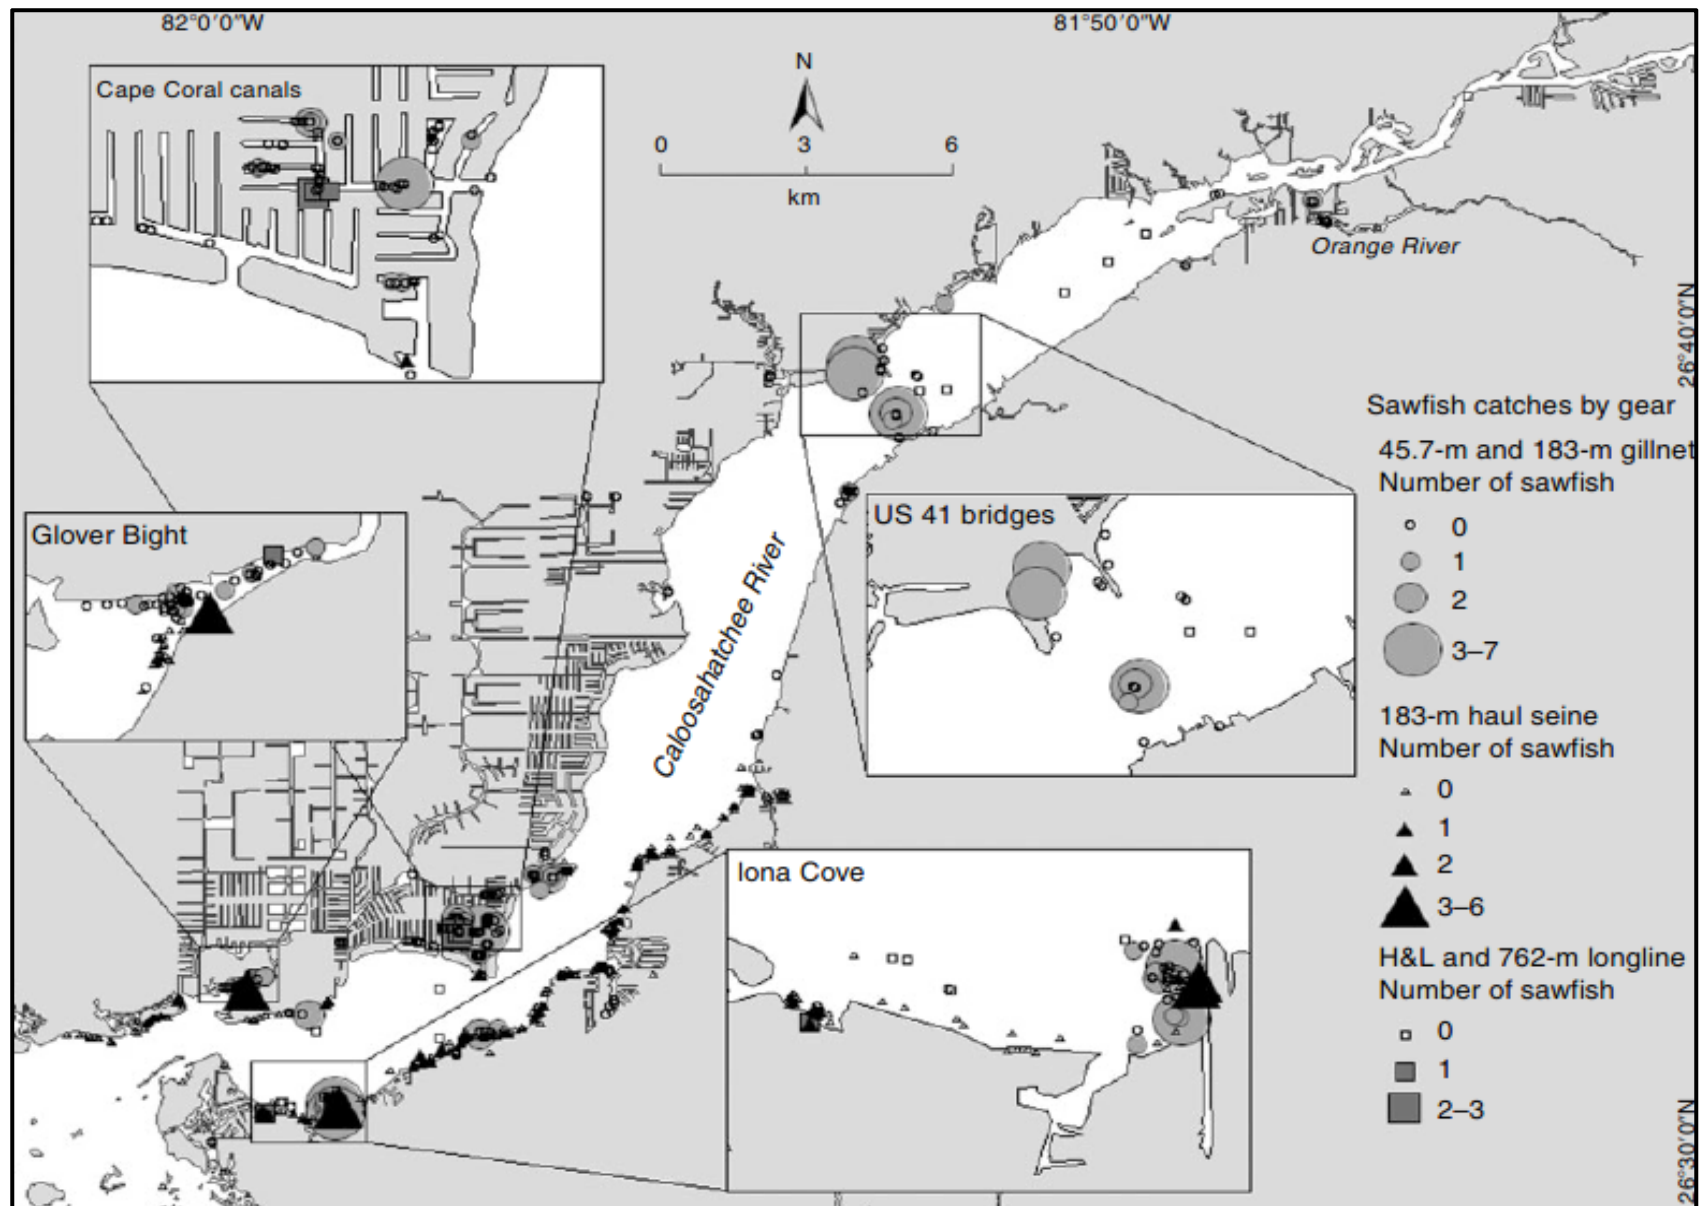 82°0′0″W
81°50′0″W
Cape Coral canals
N
0 3 6
km
Orange River
26°40′0″N
Sawfish catches by gear
45.7-m and 183-m gillnet
Number of sawfish
0
1
2
3–7
US 41 bridges
Glover Bight
Caloosahatchee River
183-m haul seine
Number of sawfish
0
1
2
3–6
Iona Cove
H&L and 762-m longline
Number of sawfish
0
1
2–3
26°30′0″N